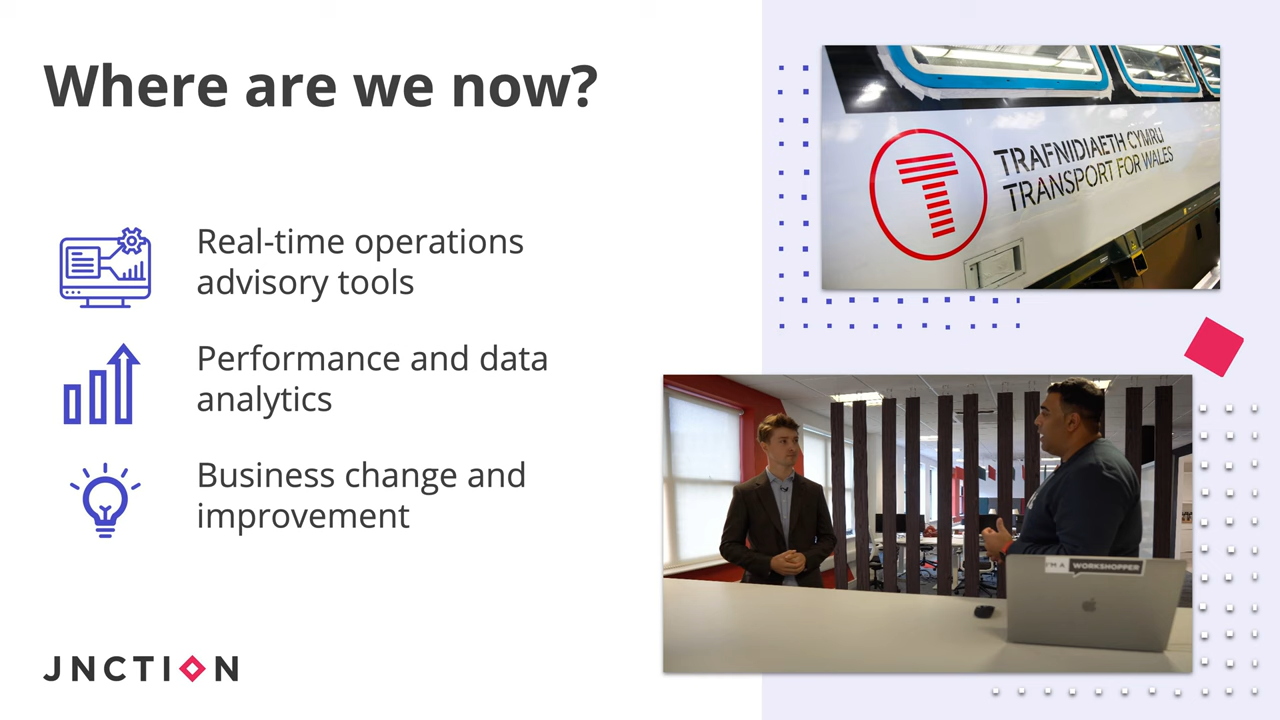 Where are we now?
Real-time operations
advisory tools
Performance and data
analytics
Business change and
improvement
JNCTION
TRAFNIDIAETH CYMRU
TRANSPORT FOR WALES
I'M A WORKSHOPPER